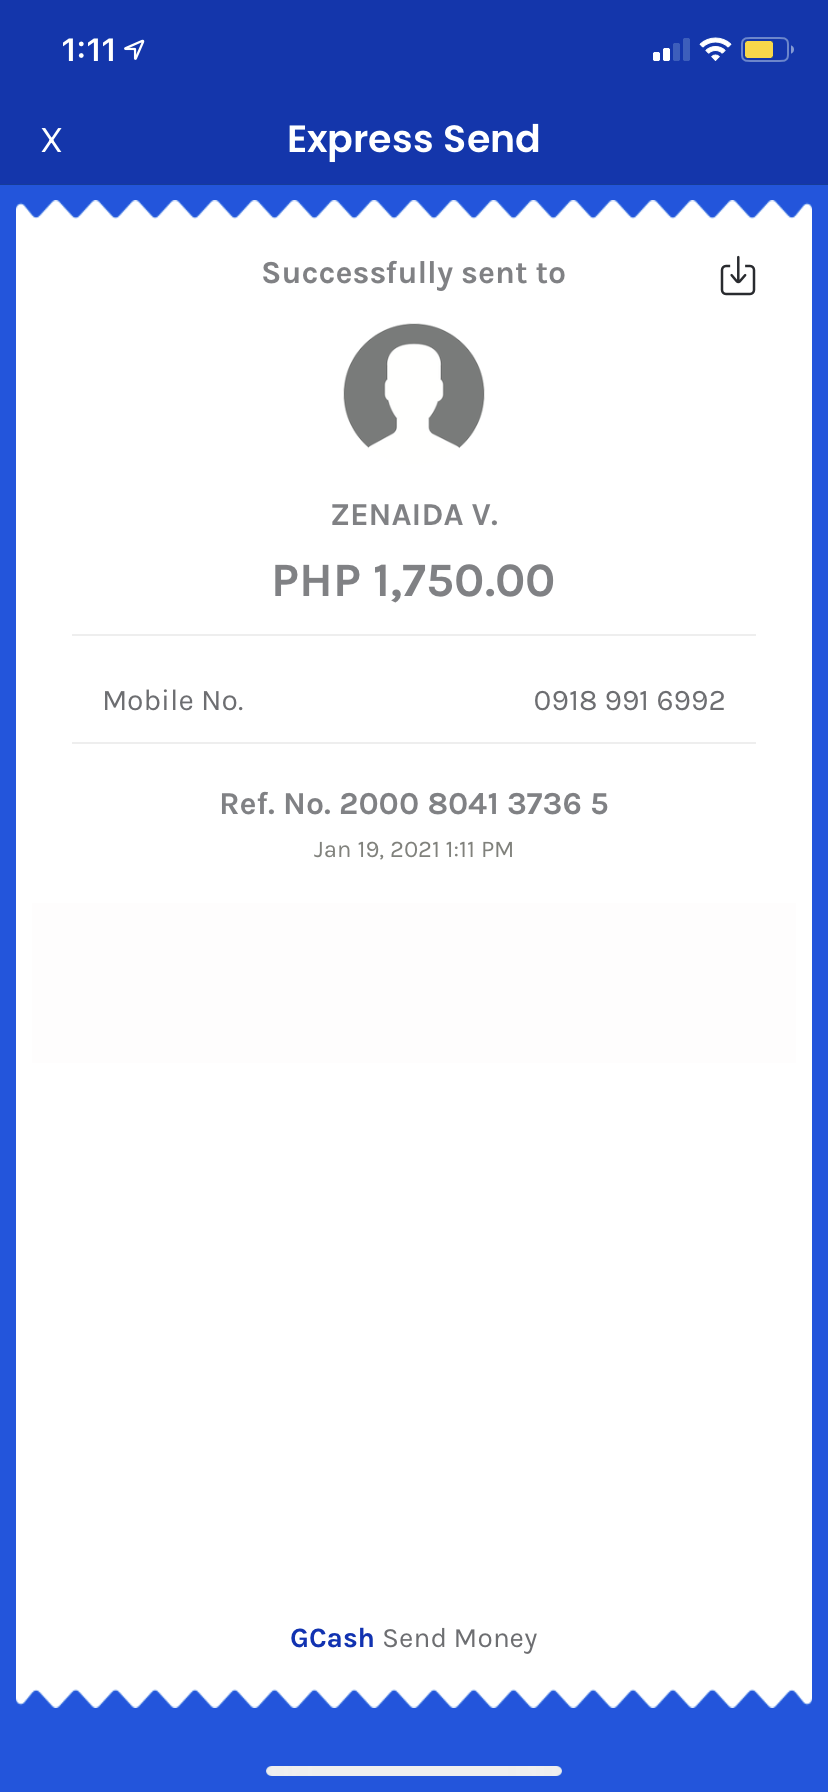 1:11
X Express Send
Successfully sent to
ZENAIDA V.
PHP 1,750.00
Mobile No. 0918 991 6992
Ref. No. 2000 8041 3736 5
Jan 19, 2021 1:11 PM
GCash Send Money